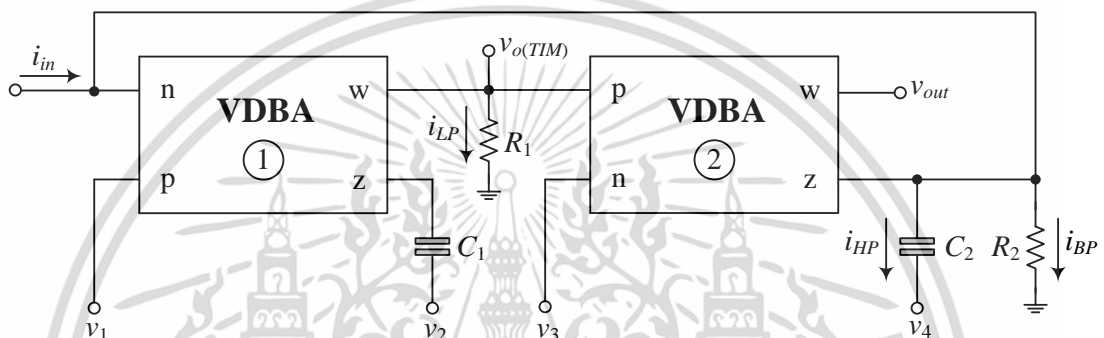 v_o(TIM)
i_in
n
w
p
w
v_out
VDBA
VDBA
i_LP
R_1
1
2
p
z
n
z
C_1
i_HP
C_2
R_2
i_BP
v_1
v_2
v_3
v_4